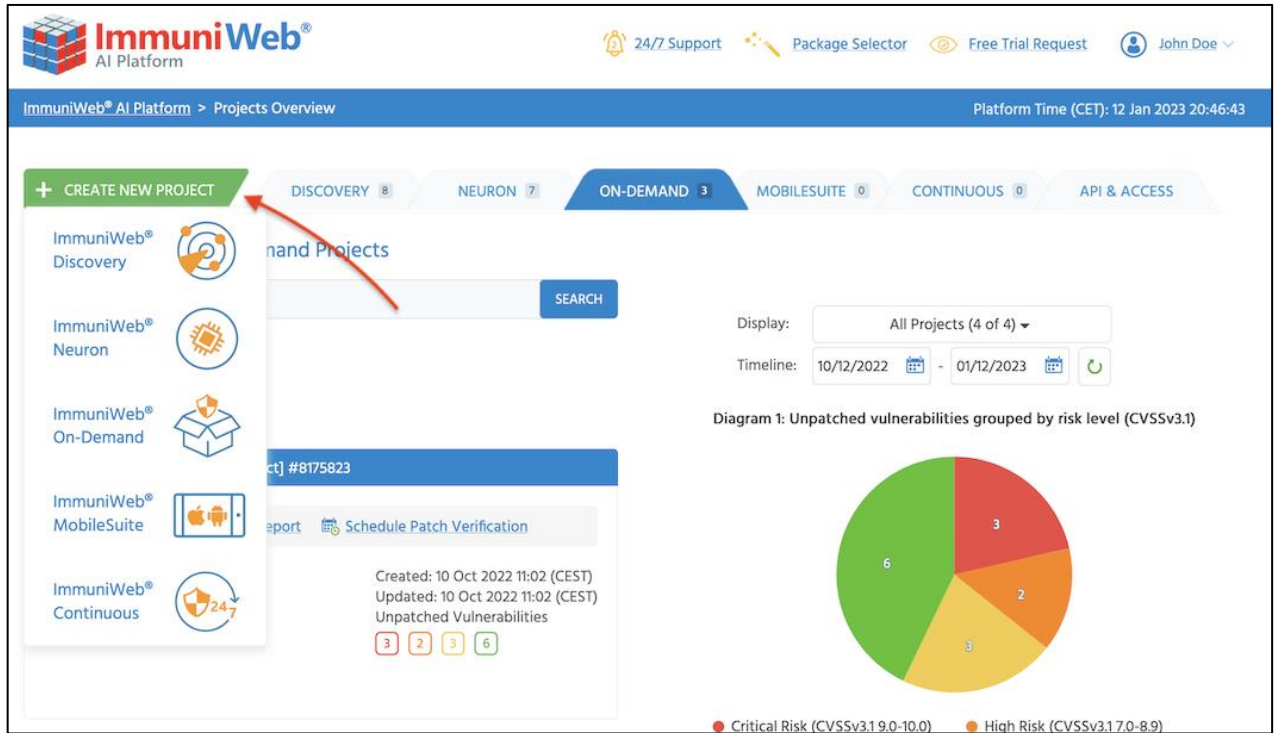 ImmuniWeb®
AI Platform
24/7 Support
Package Selector
Free Trial Request
John Doe
ImmuniWeb® AI Platform > Projects Overview
Platform Time (CET): 12 Jan 2023 20:46:43
+ CREATE NEW PROJECT
DISCOVERY 8
NEURON 7
ON-DEMAND 3
MOBILESUITE 0
CONTINUOUS 0
API & ACCESS
ImmuniWeb®
Discovery
mand Projects
SEARCH
ImmuniWeb®
Neuron
Display: All Projects (4 of 4)
Timeline: 10/12/2022 - 01/12/2023
ImmuniWeb®
On-Demand
Diagram 1: Unpatched vulnerabilities grouped by risk level (CVSSv3.1)
ct] #8175823
ImmuniWeb®
MobileSuite
eport
Schedule Patch Verification
ImmuniWeb®
Continuous
24
7
Created: 10 Oct 2022 11:02 (CEST)
Updated: 10 Oct 2022 11:02 (CEST)
Unpatched Vulnerabilities
3 2 3 6
3
6
2
3
Critical Risk (CVSSv3.1 9.0-10.0)
High Risk (CVSSv3.1 7.0-8.9)